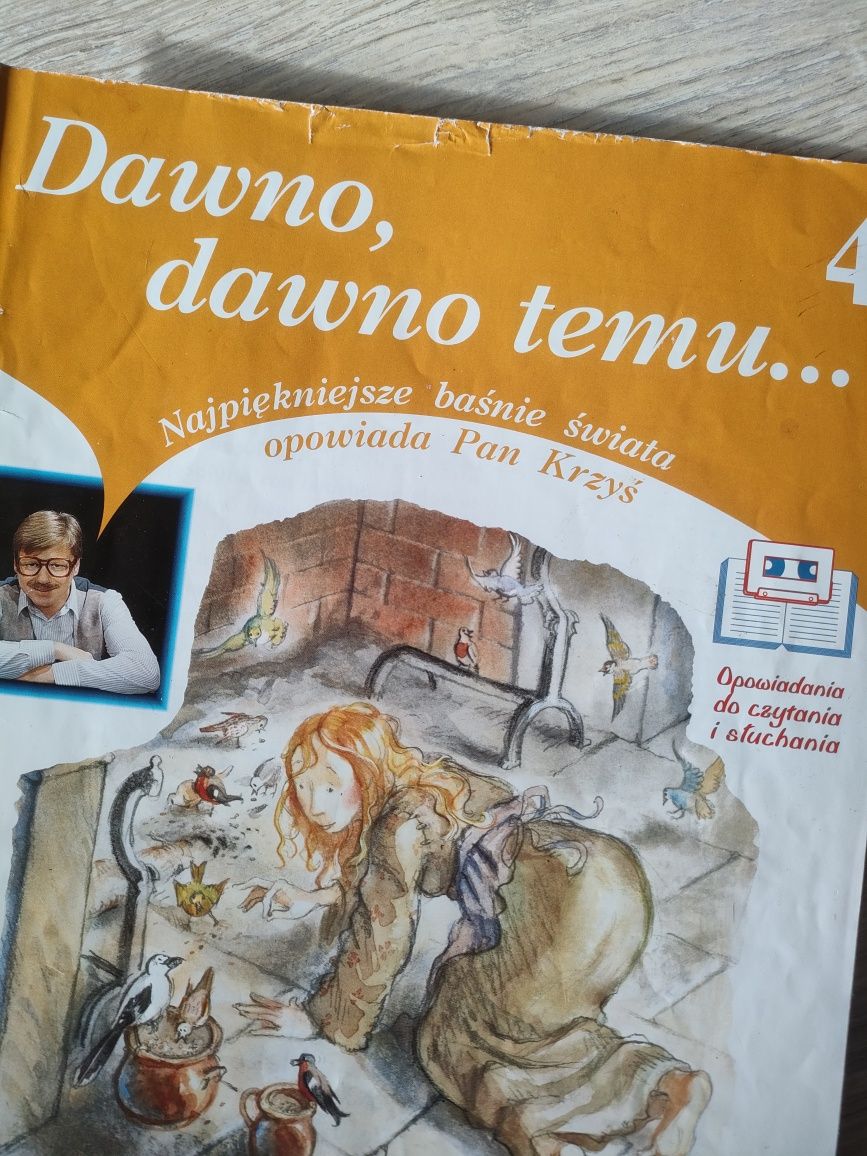 Dawno,
dawno temu...
4
Najpiękniejsze baśnie świata
opowiada Pan Krzyś
Opowiadania
do czytania
i słuchania